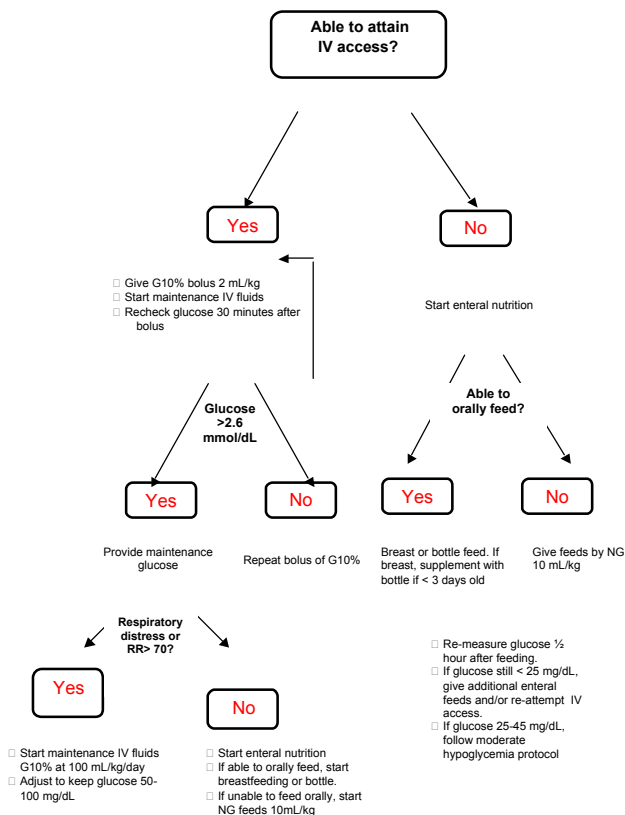 Able to attain
IV access?
Yes
No
□ Give G10% bolus 2 mL/kg
□ Start maintenance IV fluids
□ Recheck glucose 30 minutes after
bolus
Start enteral nutrition
Glucose
>2.6
mmol/dL
Able to
orally feed?
Yes
No
Yes
No
Provide maintenance
glucose
Repeat bolus of G10%
Breast or bottle feed. If
breast, supplement with
bottle if < 3 days old
Give feeds by NG
10 mL/kg
Respiratory
distress or
RR> 70?
Yes
No
□ Re-measure glucose ½
hour after feeding.
□ If glucose still < 25 mg/dL,
give additional enteral
feeds and/or re-attempt IV
access.
□ If glucose 25-45 mg/dL,
follow moderate
hypoglycemia protocol
□ Start maintenance IV fluids
G10% at 100 mL/kg/day
□ Adjust to keep glucose 50-
100 mg/dL
□ Start enteral nutrition
□ If able to orally feed, start
breastfeeding or bottle.
□ If unable to feed orally, start
NG feeds 10mL/kg